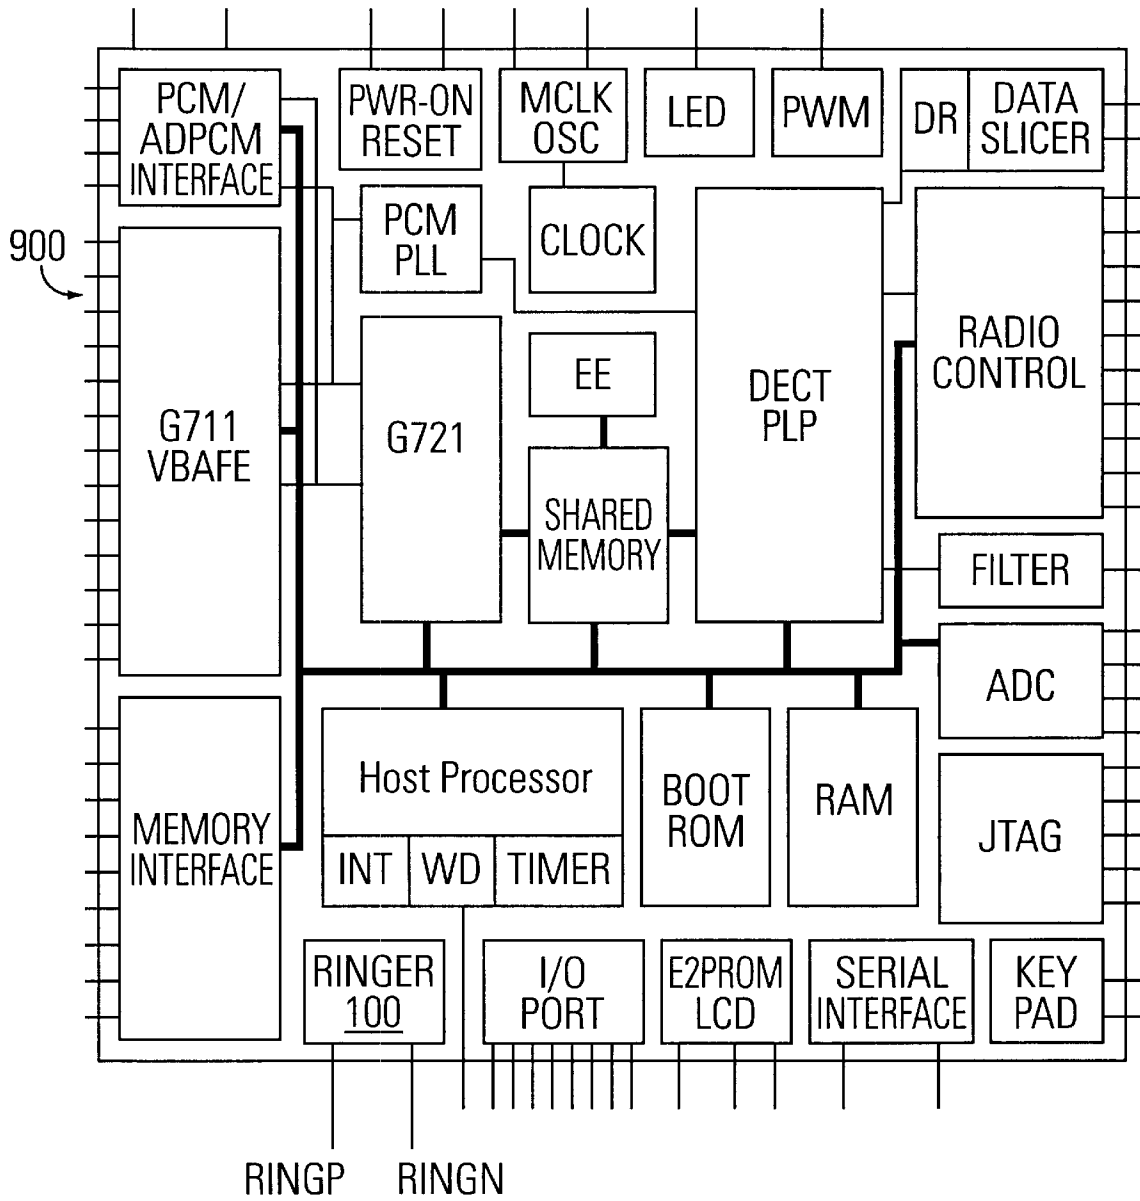 PCM/
ADPCM
INTERFACE
PWR-ON
RESET
MCLK
OSC
LED
PWM
DR
DATA
SLICER
900
PCM
PLL
CLOCK
G711
VBAFE
G721
EE
SHARED
MEMORY
DECT
PLP
RADIO
CONTROL
FILTER
ADC
MEMORY
INTERFACE
Host Processor
INT
WD
TIMER
BOOT
ROM
RAM
JTAG
RINGER
100
I/O
PORT
E2PROM
LCD
SERIAL
INTERFACE
KEY
PAD
RINGP
RINGN